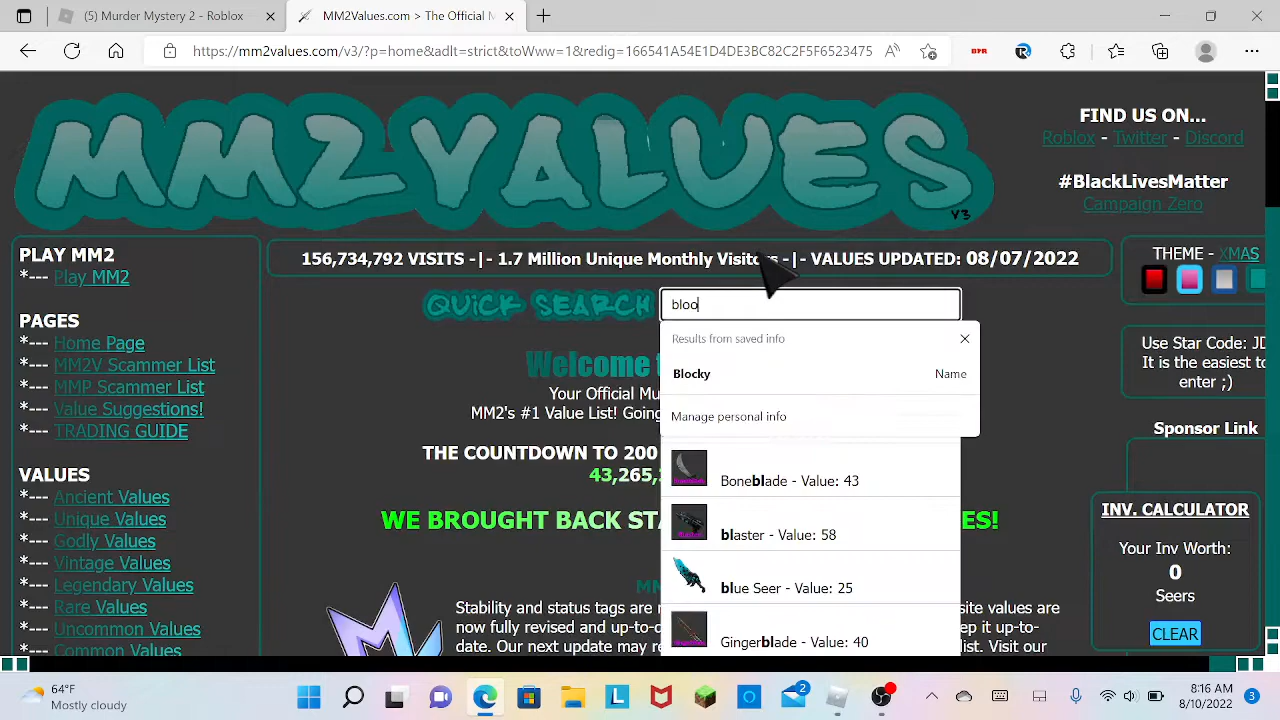 (5) Murder Mystery 2 - Roblox
MM2Values.com > The Official M
https://mm2values.com/v3/?p=home&adlt=strict&toWww=1&redig=166541A54E1D4DE3BC82C2F5F6523475
MM2VALUES
V3
FIND US ON...
Roblox - Twitter - Discord
#BlackLivesMatter
Campaign Zero
PLAY MM2
*--- Play MM2
PAGES
*--- Home Page
*--- MM2V Scammer List
*--- MMP Scammer List
*--- Value Suggestions!
*--- TRADING GUIDE
VALUES
*--- Ancient Values
*--- Unique Values
*--- Godly Values
*--- Vintage Values
*--- Legendary Values
*--- Rare Values
*--- Uncommon Values
*--- Common Values
156,734,792 VISITS -|- 1.7 Million Unique Monthly Visitors -|- VALUES UPDATED: 08/07/2022
QUICK SEARCH
bloo
Results from saved info
Blocky Name
Manage personal info
Boneblade - Value: 43
blaster - Value: 58
blue Seer - Value: 25
Gingerblade - Value: 40
Welcome t
Your Official Mu
MM2's #1 Value List! Going
THE COUNTDOWN TO 200
43,265,
WE BROUGHT BACK STA ES!
MM
Stability and status tags are site values are
now fully revised and up-to-d keep it up-to-
date. Our next update may re l list. Visit our
THEME - XMAS
Use Star Code: JD
It is the easiest t
enter ;)
Sponsor Link
INV. CALCULATOR
Your Inv Worth:
0
Seers
CLEAR
64°F
Mostly cloudy
2
8:16 AM
8/10/2022
3